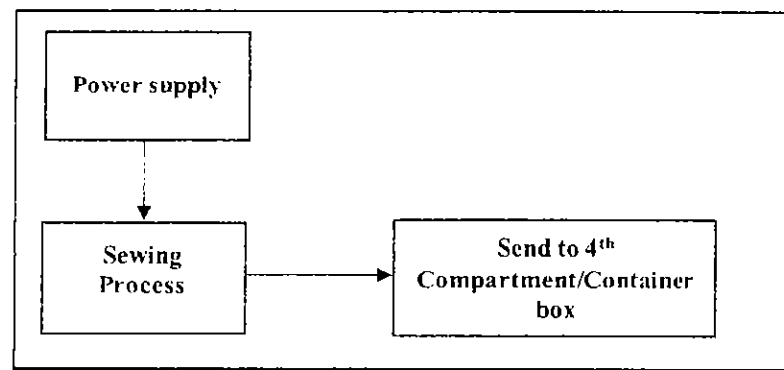 Power supply
Sewing
Process
Send to 4th
Compartment/Container
box